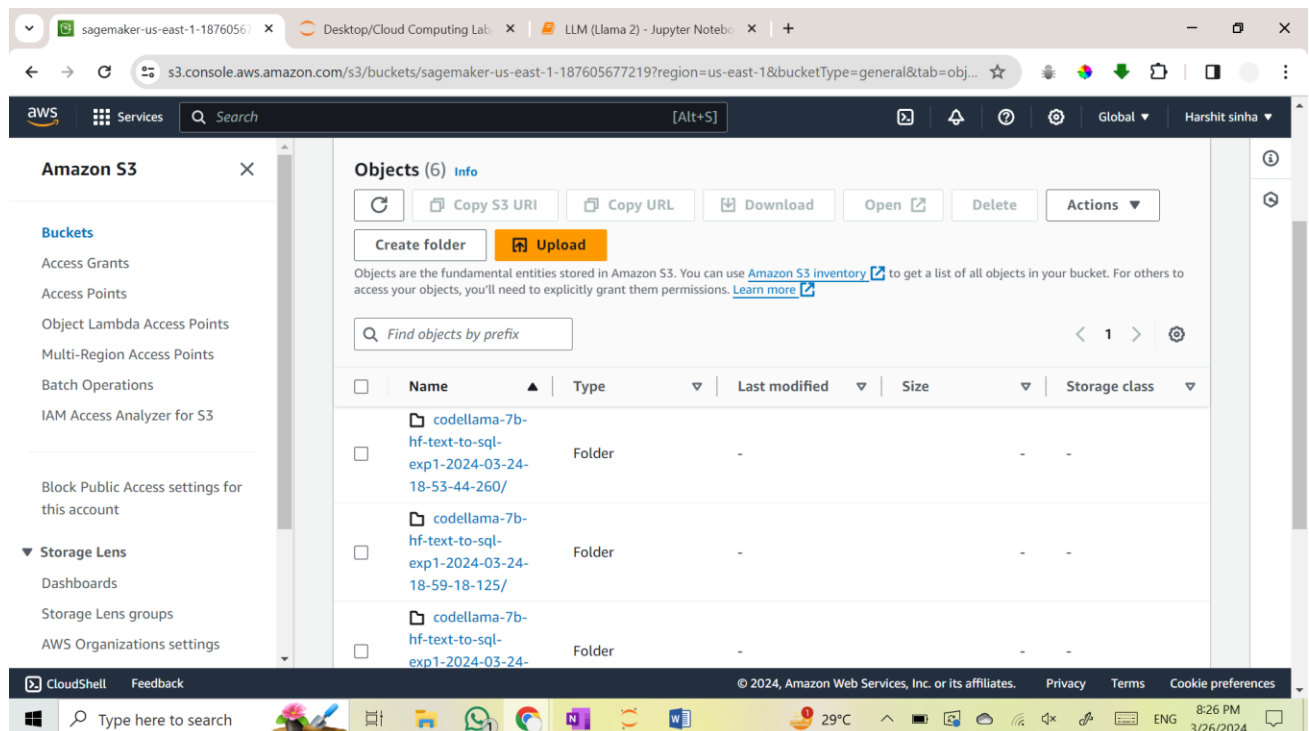 sagemaker-us-east-1-18760567
Desktop/Cloud Computing Lab/
LLM (Llama 2) - Jupyter Notebo
s3.console.aws.amazon.com/s3/buckets/sagemaker-us-east-1-187605677219?region=us-east-1&bucketType=general&tab=obj...
aws
Services
Search
[Alt+S]
Global
Harshit sinha
Amazon S3
Buckets
Access Grants
Access Points
Object Lambda Access Points
Multi-Region Access Points
Batch Operations
IAM Access Analyzer for S3
Block Public Access settings for
this account
Storage Lens
Dashboards
Storage Lens groups
AWS Organizations settings
Objects (6) Info
Copy S3 URI
Copy URL
Download
Open
Delete
Actions
Create folder
Upload
Objects are the fundamental entities stored in Amazon S3. You can use Amazon S3 inventory to get a list of all objects in your bucket. For others to
access your objects, you'll need to explicitly grant them permissions. Learn more
Find objects by prefix
1
Name Type Last modified Size Storage class
codellama-7b-
hf-text-to-sql-
exp1-2024-03-24-
18-53-44-260/
Folder - - -
codellama-7b-
hf-text-to-sql-
exp1-2024-03-24-
18-59-18-125/
Folder - - -
codellama-7b-
hf-text-to-sql-
exp1-2024-03-24-
Folder - - -
CloudShell Feedback
© 2024, Amazon Web Services, Inc. or its affiliates. Privacy Terms Cookie preferences
Type here to search
29°C
ENG
8:26 PM
3/26/2024